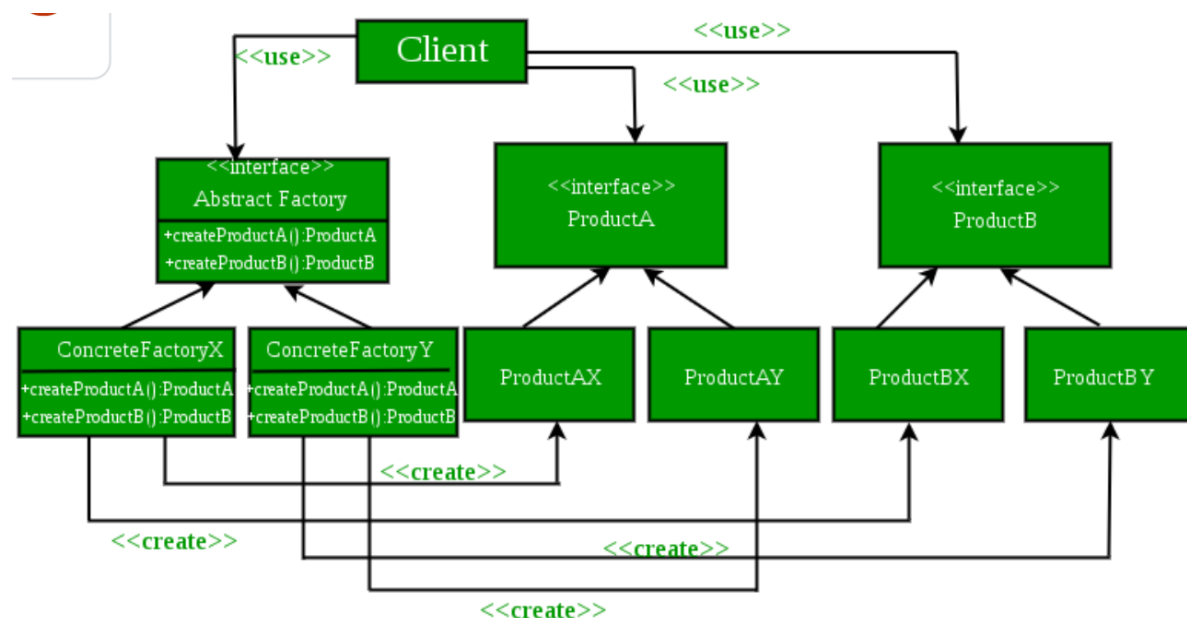 Client
<<use>>
<<use>>
<<use>>
<<interface>>
Abstract Factory
+createProductA():ProductA
+createProductB():ProductB
<<interface>>
ProductA
<<interface>>
ProductB
ConcreteFactoryX
+createProductA():ProductA
+createProductB():ProductB
ConcreteFactoryY
+createProductA():ProductA
+createProductB():ProductB
ProductAX
ProductAY
ProductBX
ProductBY
<<create>>
<<create>>
<<create>>
<<create>>